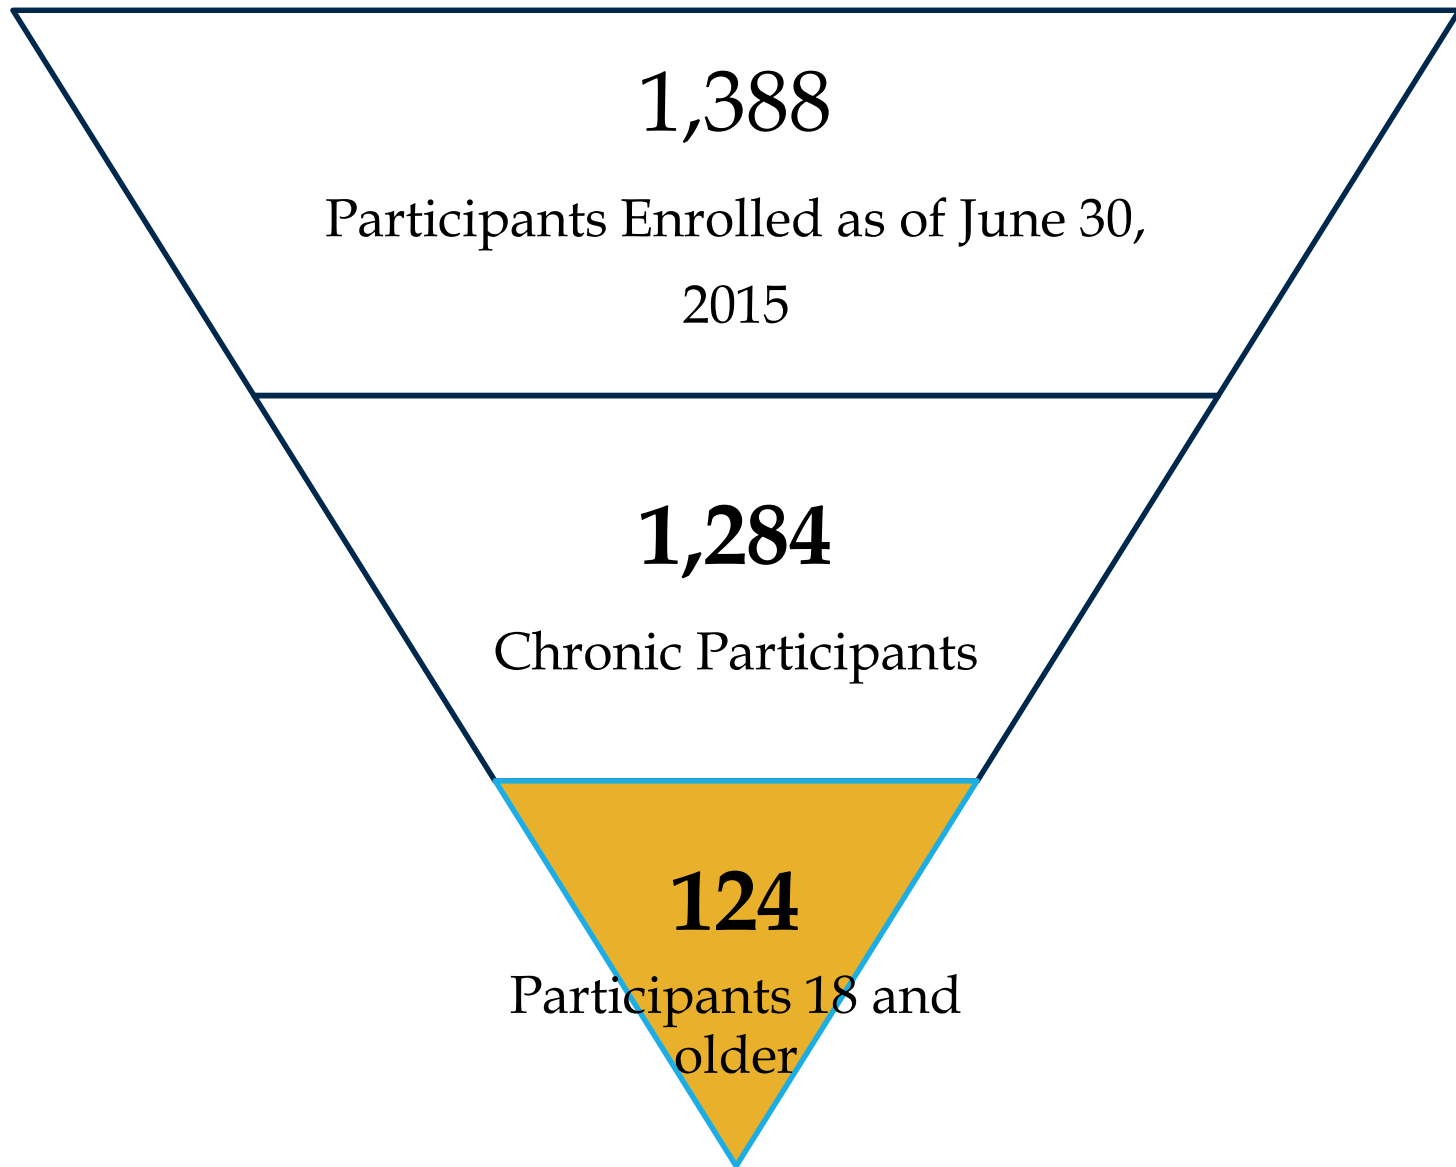 1,388
Participants Enrolled as of June 30,
2015
1,284
Chronic Participants
124
Participants 18 and
older